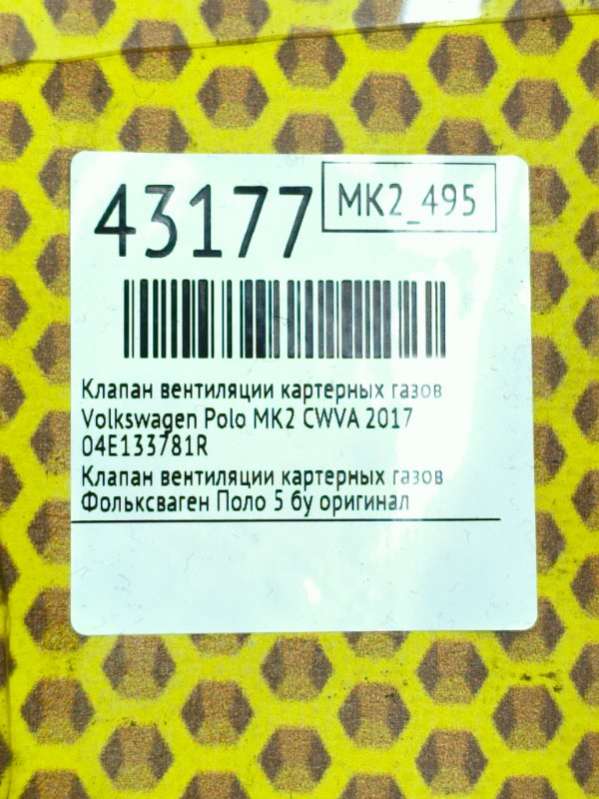 43177
MK2_495
Клапан вентиляции картерных газов
Volkswagen Polo MK2 CWVA 2017
04E133781R
Клапан вентиляции картерных газов
Фольксваген Поло 5 бу оригинал